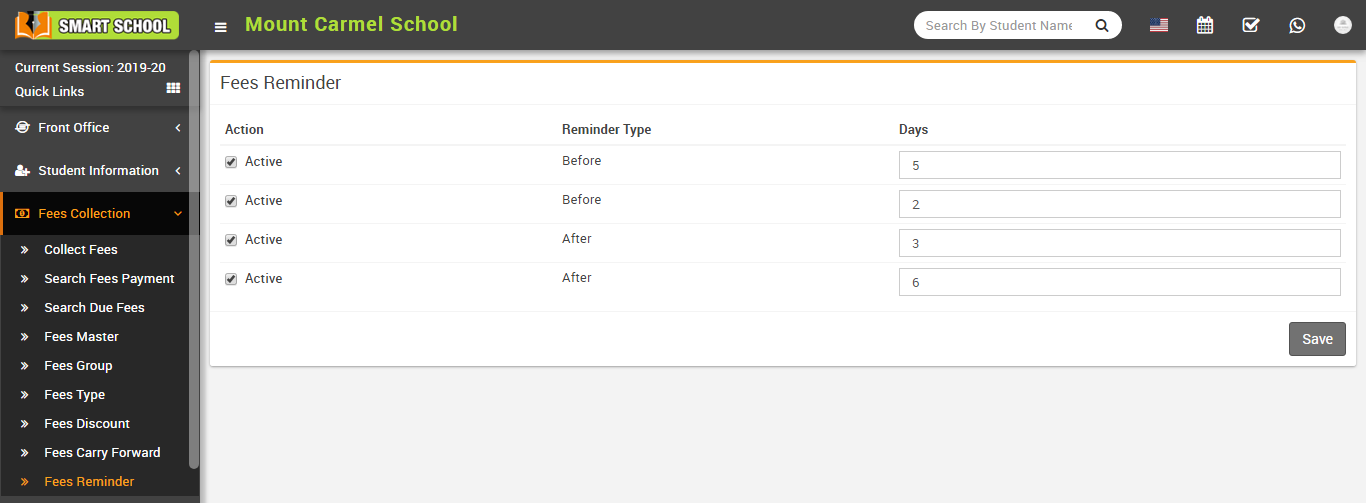 SMART SCHOOL
Mount Carmel School
Search By Student Name
Current Session: 2019-20
Quick Links
Front Office
Student Information
Fees Collection
Collect Fees
Search Fees Payment
Search Due Fees
Fees Master
Fees Group
Fees Type
Fees Discount
Fees Carry Forward
Fees Reminder
Fees Reminder
Action Reminder Type Days
Active Before 5
Active Before 2
Active After 3
Active After 6
Save